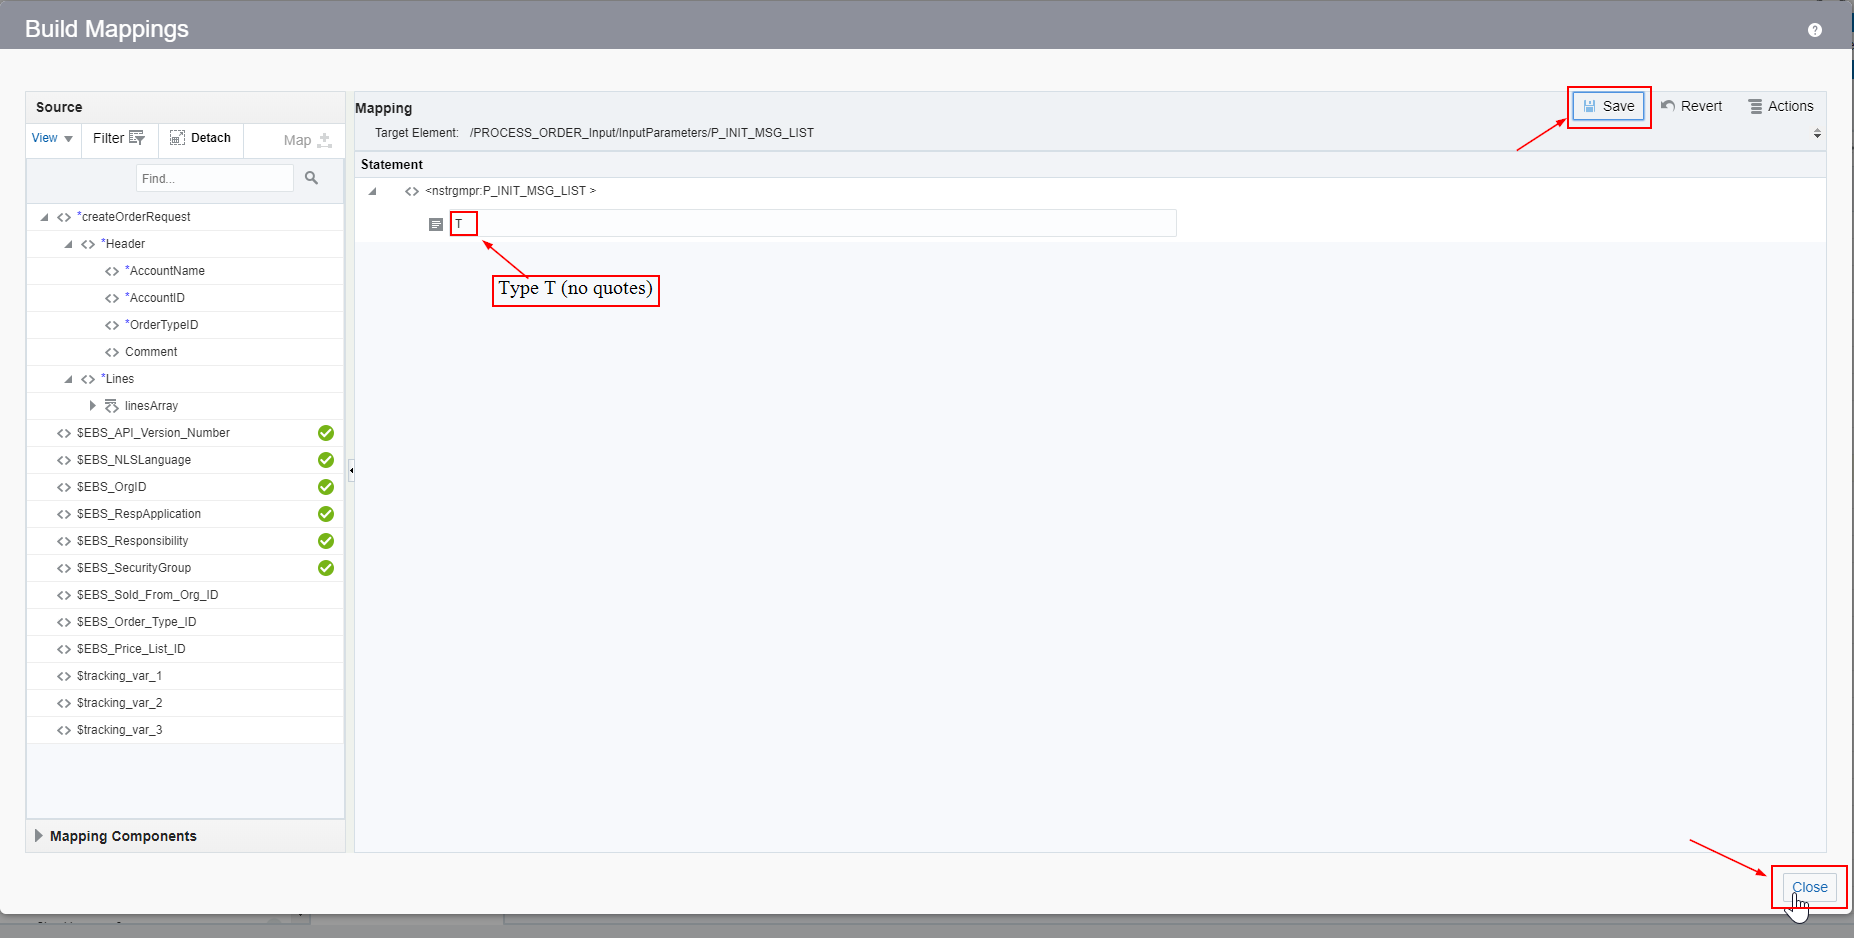 Build Mappings
?
Source
View
Filter
Detach
Map
Find...
*createOrderRequest
*Header
*AccountName
*AccountID
*OrderTypeID
Comment
*Lines
linesArray
$EBS_API_Version_Number
$EBS_NLSLanguage
$EBS_OrgID
$EBS_RespApplication
$EBS_Responsibility
$EBS_SecurityGroup
$EBS_Sold_From_Org_ID
$EBS_Order_Type_ID
$EBS_Price_List_ID
$tracking_var_1
$tracking_var_2
$tracking_var_3
Mapping Components
Mapping
Save
Revert
Actions
Target Element: /PROCESS_ORDER_Input/InputParameters/P_INIT_MSG_LIST
Statement
<nstrgmpr:P_INIT_MSG_LIST >
T
Type T (no quotes)
Close